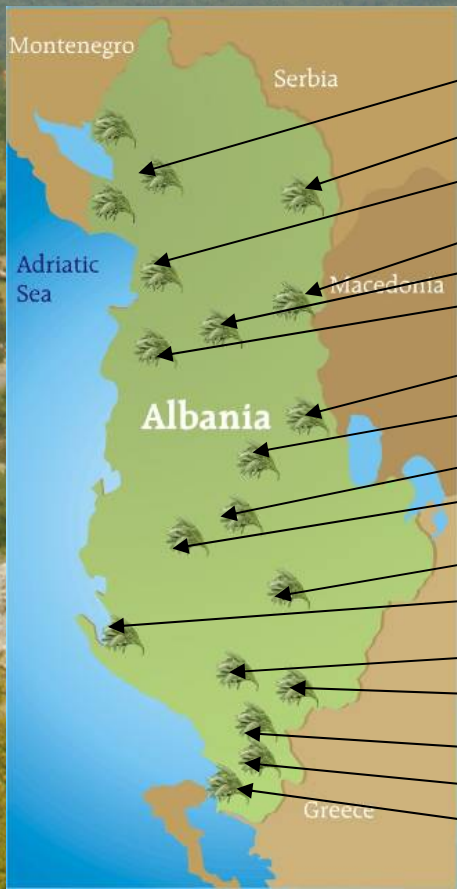 Montenegro
Serbia
Adriatic
Sea
Macedonia
Albania
Greece